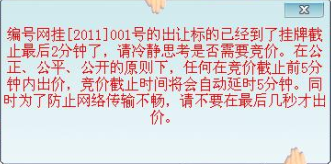 编号网挂[2011]001号的出让标的已经到了挂牌截
止最后2分钟了，请冷静思考是否需要竞价。在公
正、公平、公开的原则下，任何在竞价截止前5分
钟内出价，竞价截止时间将会自动延时5分钟。同
时为了防止网络传输不畅，请不要在最后几秒才出
价。